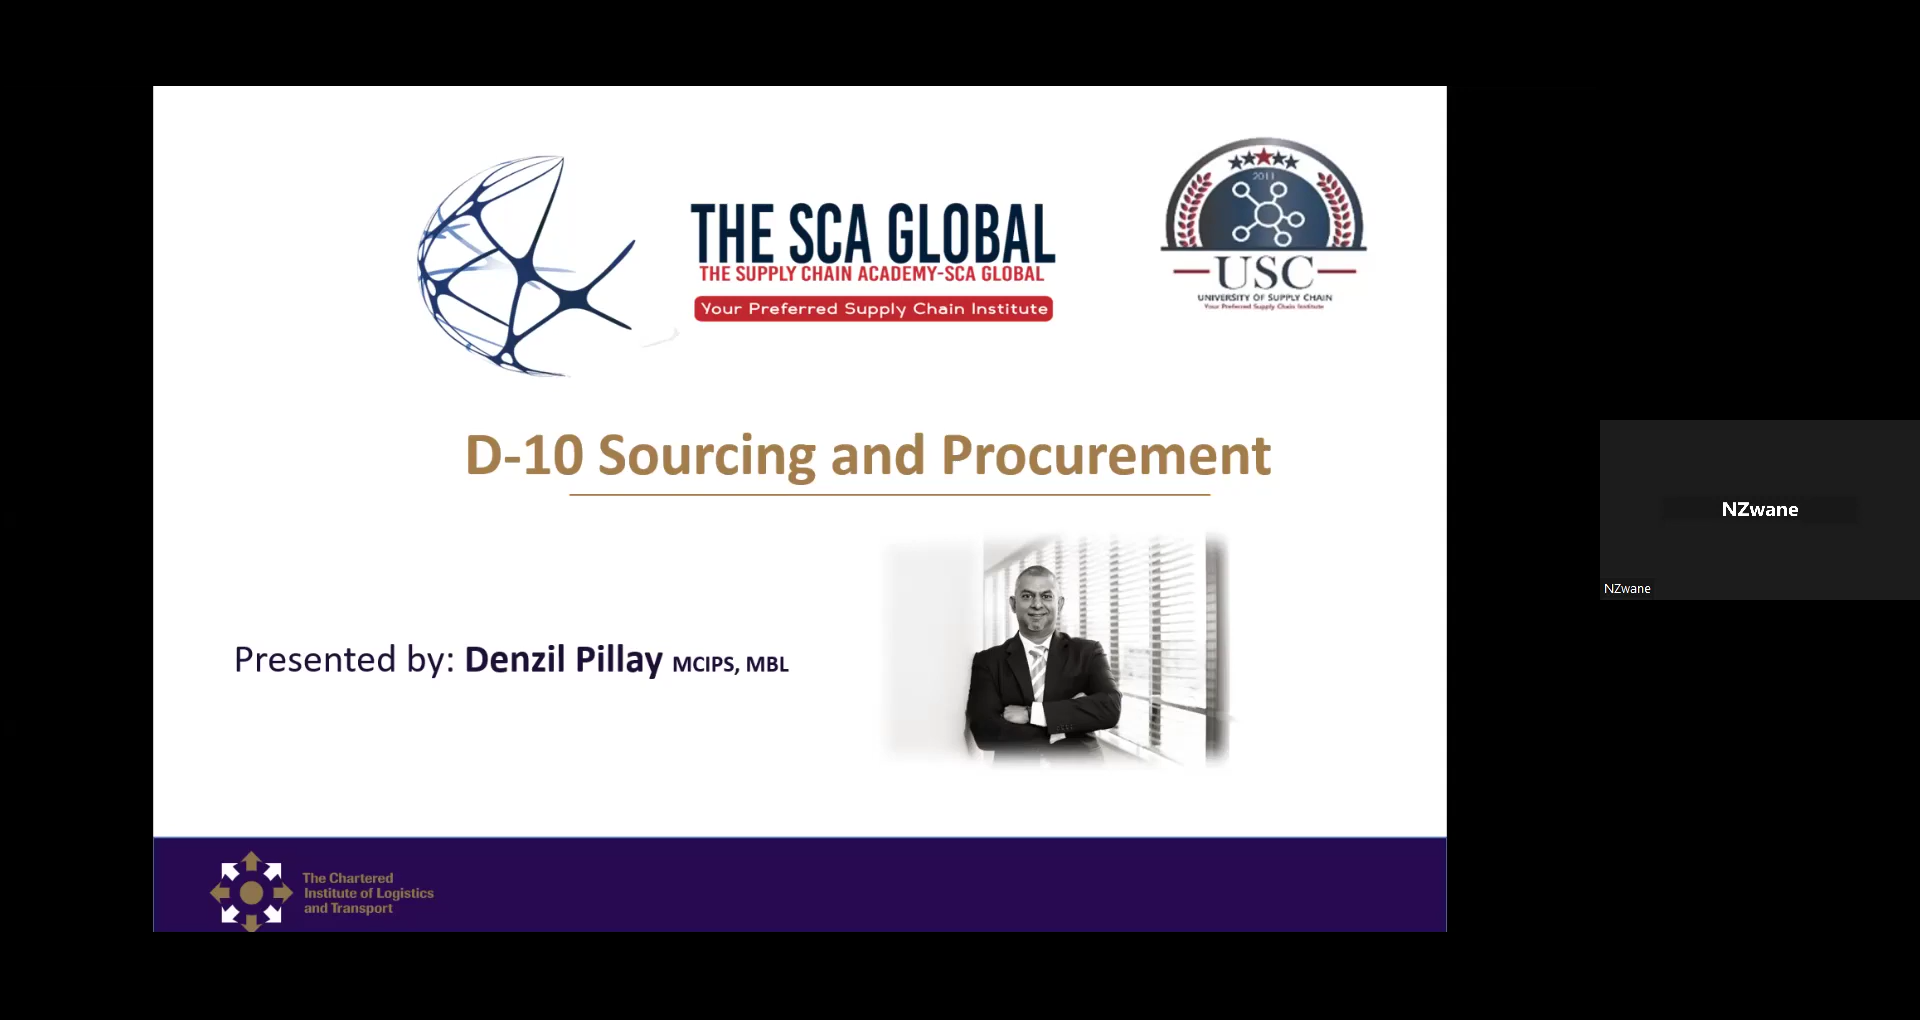 THE SCA GLOBAL
THE SUPPLY CHAIN ACADEMY-SCA GLOBAL
Your Preferred Supply Chain Institute
2011
USC
UNIVERSITY OF SUPPLY CHAIN
Your Preferred Supply Chain Institute
D-10 Sourcing and Procurement
Presented by: Denzil Pillay MCIPS, MBL
NZwane
NZwane
The Chartered
Institute of Logistics
and Transport